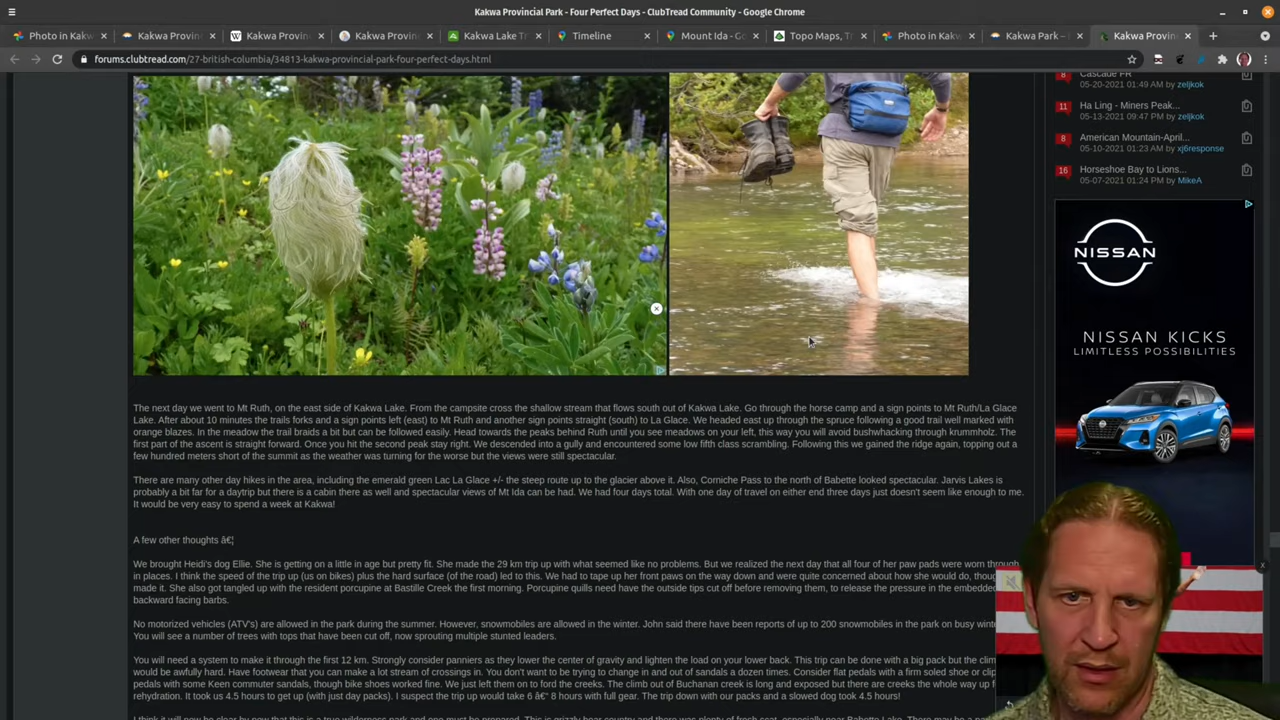 Kakwa Provincial Park - Four Perfect Days - ClubTread Community - Google Chrome
Photo in Kakw
Kakwa Provin
Kakwa Provin
Kakwa Provin
Kakwa Lake T
Timeline
Mount Ida - Go
Topo Maps, Tr
Photo in Kakw
Kakwa Park –
Kakwa Provin
forums.clubtread.com/27-british-columbia/34813-kakwa-provincial-park-four-perfect-days.html
8
Cascade FR
05-20-2021 01:49 AM by zeljkok
11
Ha Ling - Miners Peak...
05-13-2021 09:47 PM by zeljkok
8
American Mountain-April...
05-10-2021 01:23 AM by xj6response
16
Horseshoe Bay to Lions...
05-07-2021 01:24 PM by MikeA
NISSAN
NISSAN KICKS
LIMITLESS POSSIBILITIES
The next day we went to Mt Ruth, on the east side of Kakwa Lake. From the campsite cross the shallow stream that flows south out of Kakwa Lake. Go through the horse camp and a sign points to Mt Ruth/La Glace
Lake. After about 10 minutes the trails forks and a sign points left (east) to Mt Ruth and another sign points straight (south) to La Glace. We headed east up through the spruce following a good trail well marked with
orange blazes. In the meadow the trail braids a bit but can be followed easily. Head towards the peaks behind Ruth until you see meadows on your left, this way you will avoid bushwhacking through krummholz. The
first part of the ascent is straight forward. Once you hit the second peak stay right. We descended into a gully and encountered some low fifth class scrambling. Following this we gained the ridge again, topping out a
few hundred meters short of the summit as the weather was turning for the worse but the views were still spectacular.
There are many other day hikes in the area, including the emerald green Lac La Glace +/- the steep route up to the glacier above it. Also, Corniche Pass to the north of Babette looked spectacular. Jarvis Lakes is
probably a bit far for a daytrip but there is a cabin there as well and spectacular views of Mt Ida can be had. We had four days total. With one day of travel on either end three days just doesn't seem like enough to me.
It would be very easy to spend a week at Kakwa!
A few other thoughts â€¦
We brought Heidi's dog Ellie. She is getting on a little in age but pretty fit. She made the 29 km trip up with what seemed like no problems. But we realized the next day that all four of her paw pads were worn through
in places. I think the speed of the trip up (us on bikes) plus the hard surface (of the road) led to this. We had to tape up her front paws on the way down and were quite concerned about how she would do, thoug
made it. She also got tangled up with the resident porcupine at Bastille Creek the first morning. Porcupine quills need have the outside tips cut off before removing them, to release the pressure in the embedded
backward facing barbs.
No motorized vehicles (ATV's) are allowed in the park during the summer. However, snowmobiles are allowed in the winter. John said there have been reports of up to 200 snowmobiles in the park on busy wint
You will see a number of trees with tops that have been cut off, now sprouting multiple stunted leaders.
You will need a system to make it through the first 12 km. Strongly consider panniers as they lower the center of gravity and lighten the load on your lower back. This trip can be done with a big pack but the clim
would be awfully hard. Have footwear that you can make a lot stream of crossings in. You don't want to be trying to change in and out of sandals a dozen times. Consider flat pedals with a firm soled shoe or clip
pedals with some Keen commuter sandals, though bike shoes worked fine. We just left them on to ford the creeks. The climb out of Buchanan creek is long and exposed but there are creeks the whole way up f
rehydration. It took us 4.5 hours to get up (with just day packs). I suspect the trip up would take 6 â€“ 8 hours with full gear. The trip down with our packs and a slowed dog took 4.5 hours!